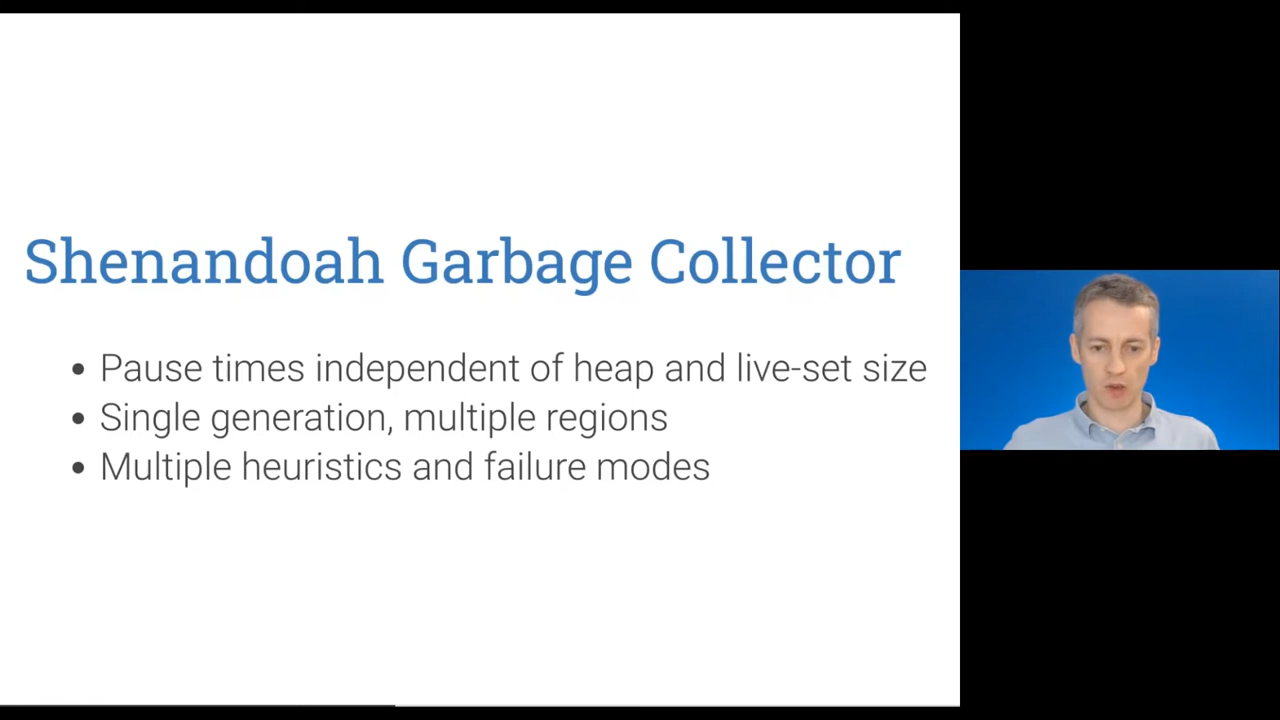 Shenandoah Garbage Collector
• Pause times independent of heap and live-set size
• Single generation, multiple regions
• Multiple heuristics and failure modes